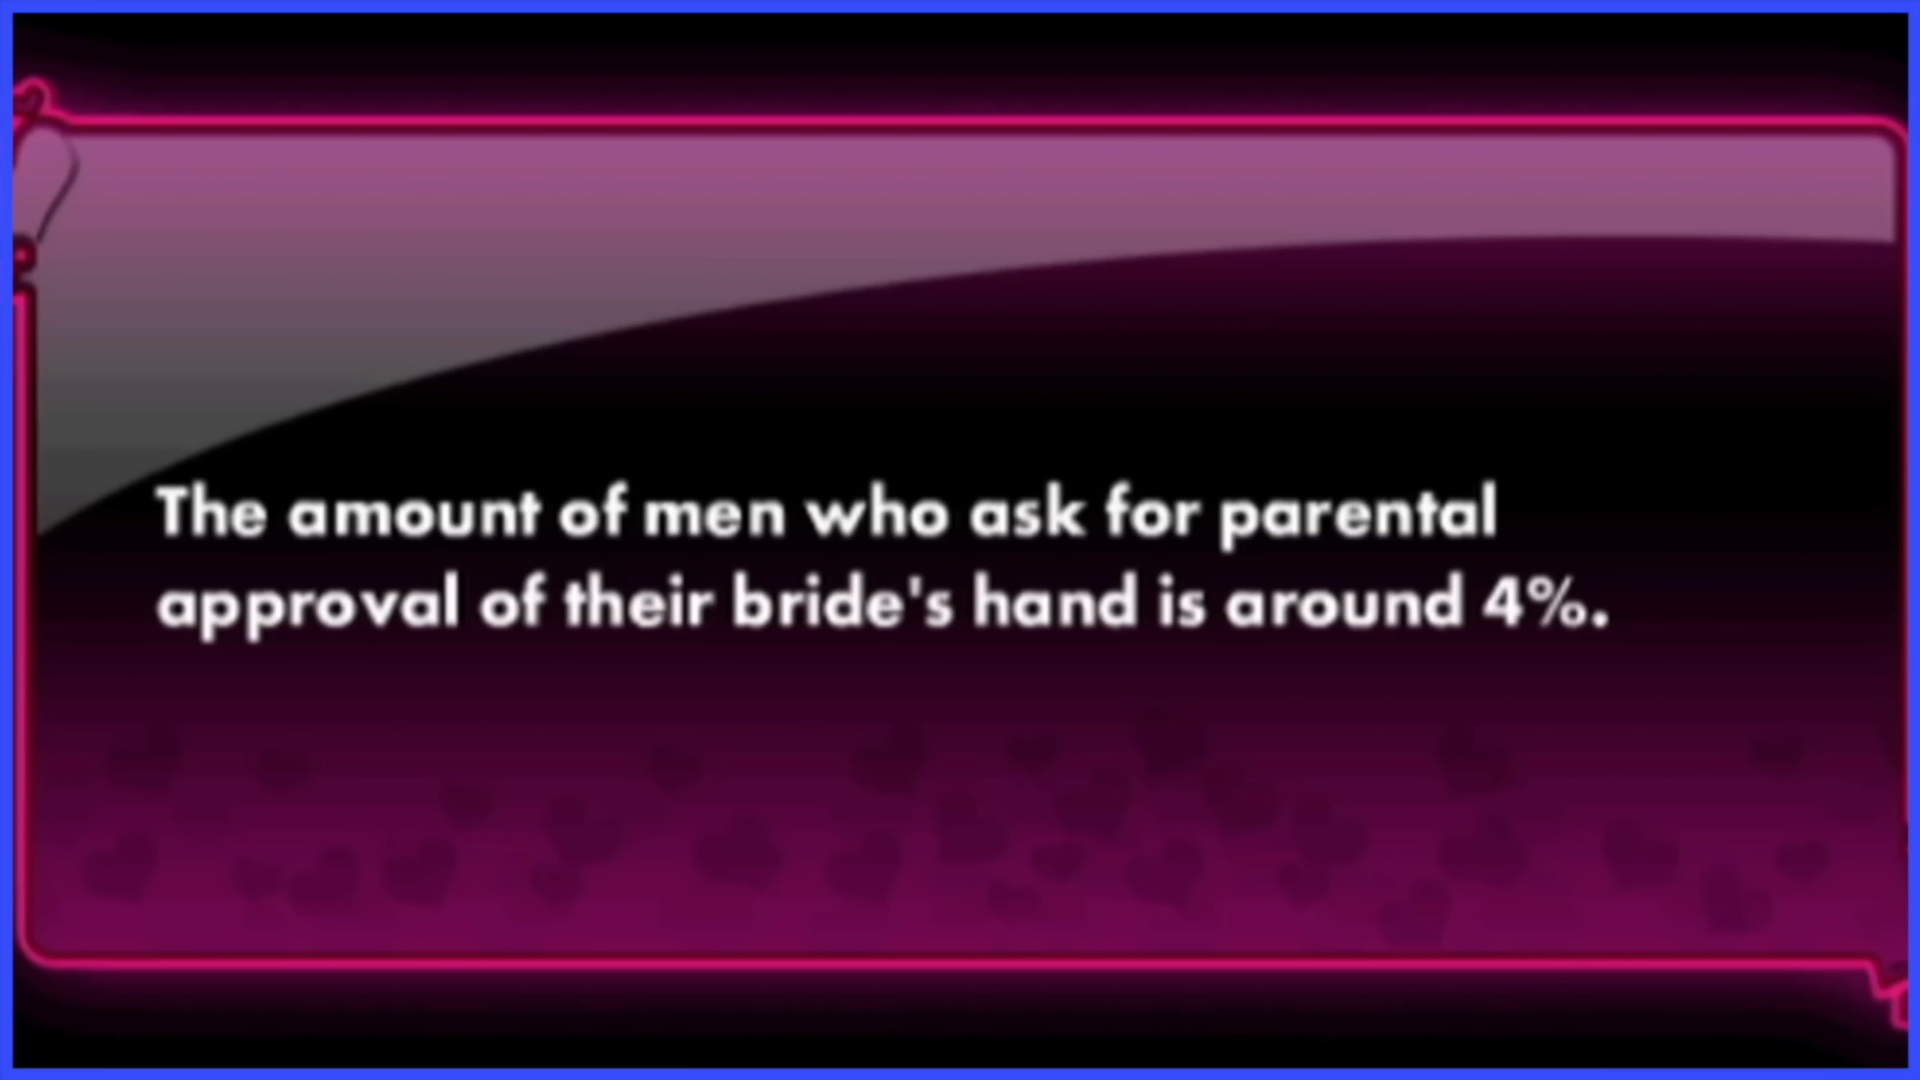 The amount of men who ask for parental
approval of their bride's hand is around 4%.